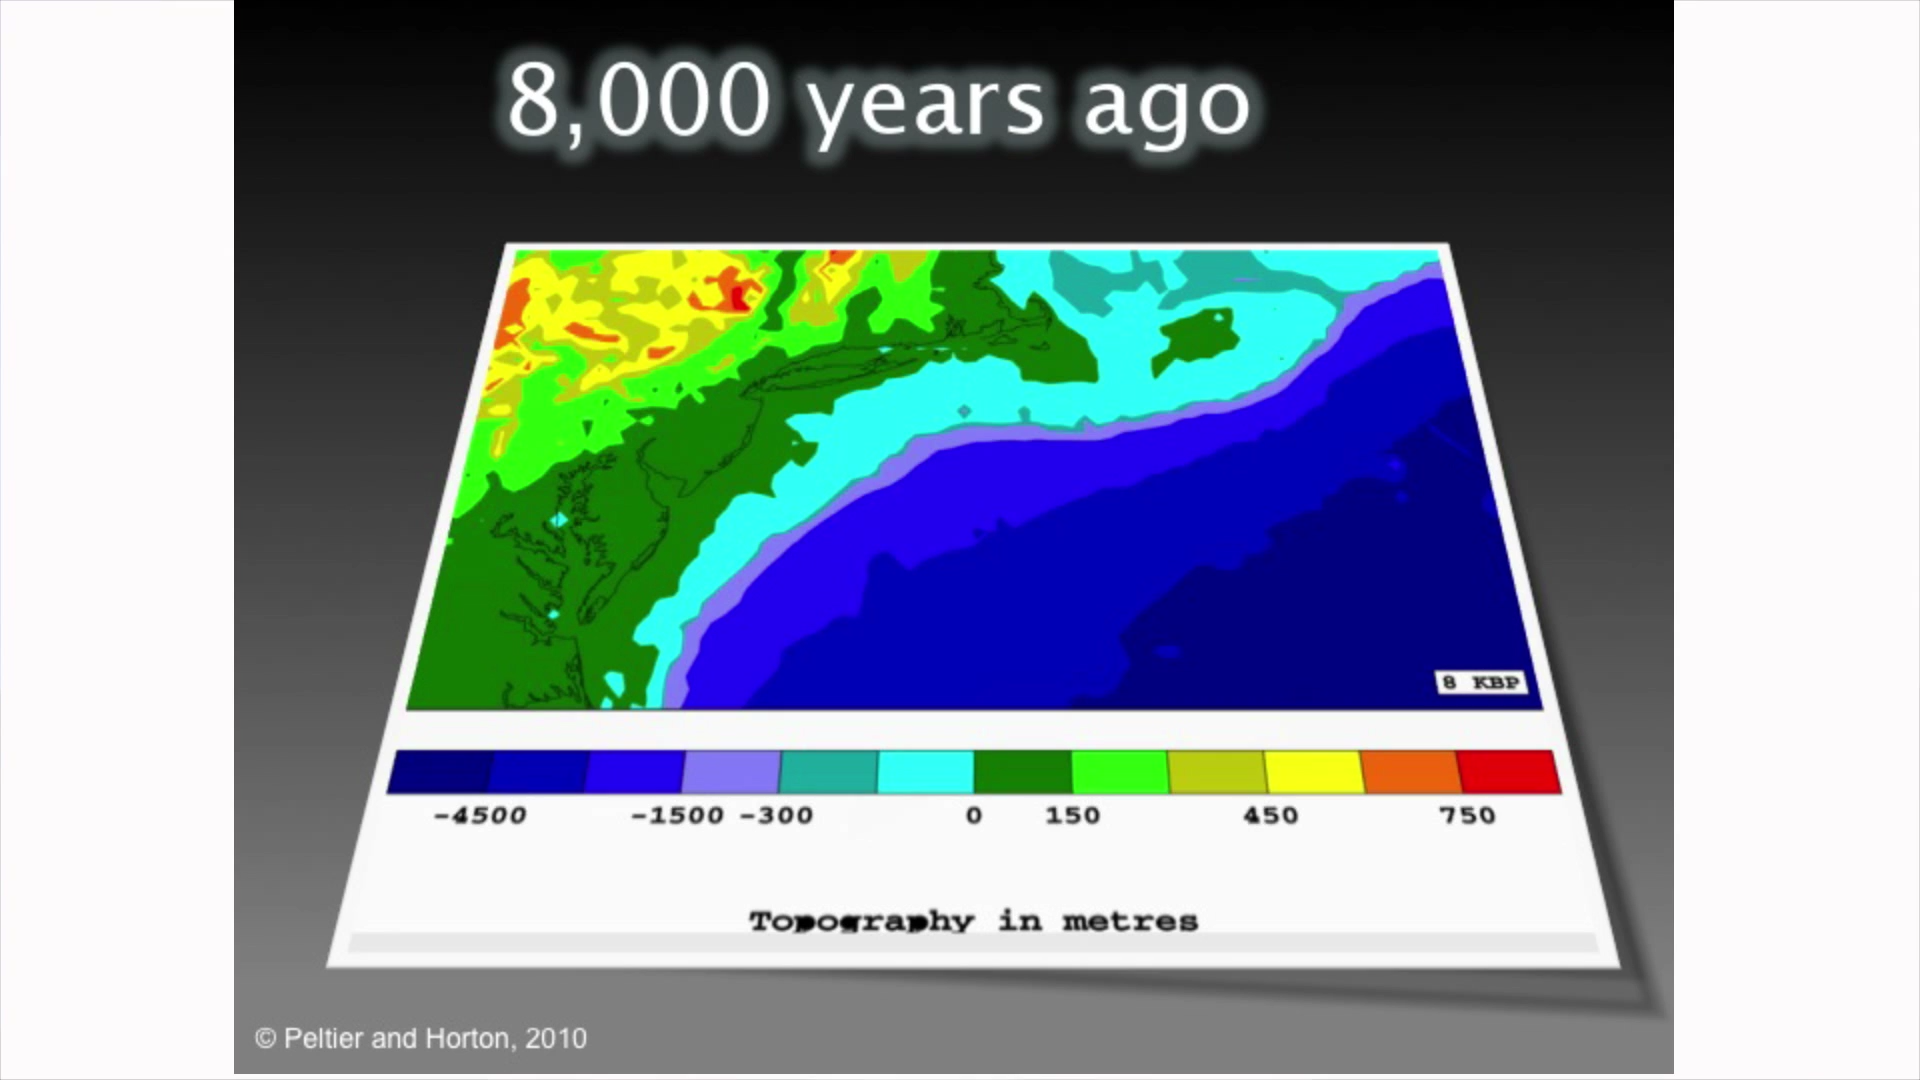 8,000 years ago
8 KBP
-4500 -1500 -300 0 150 450 750
Topography in metres
© Peltier and Horton, 2010